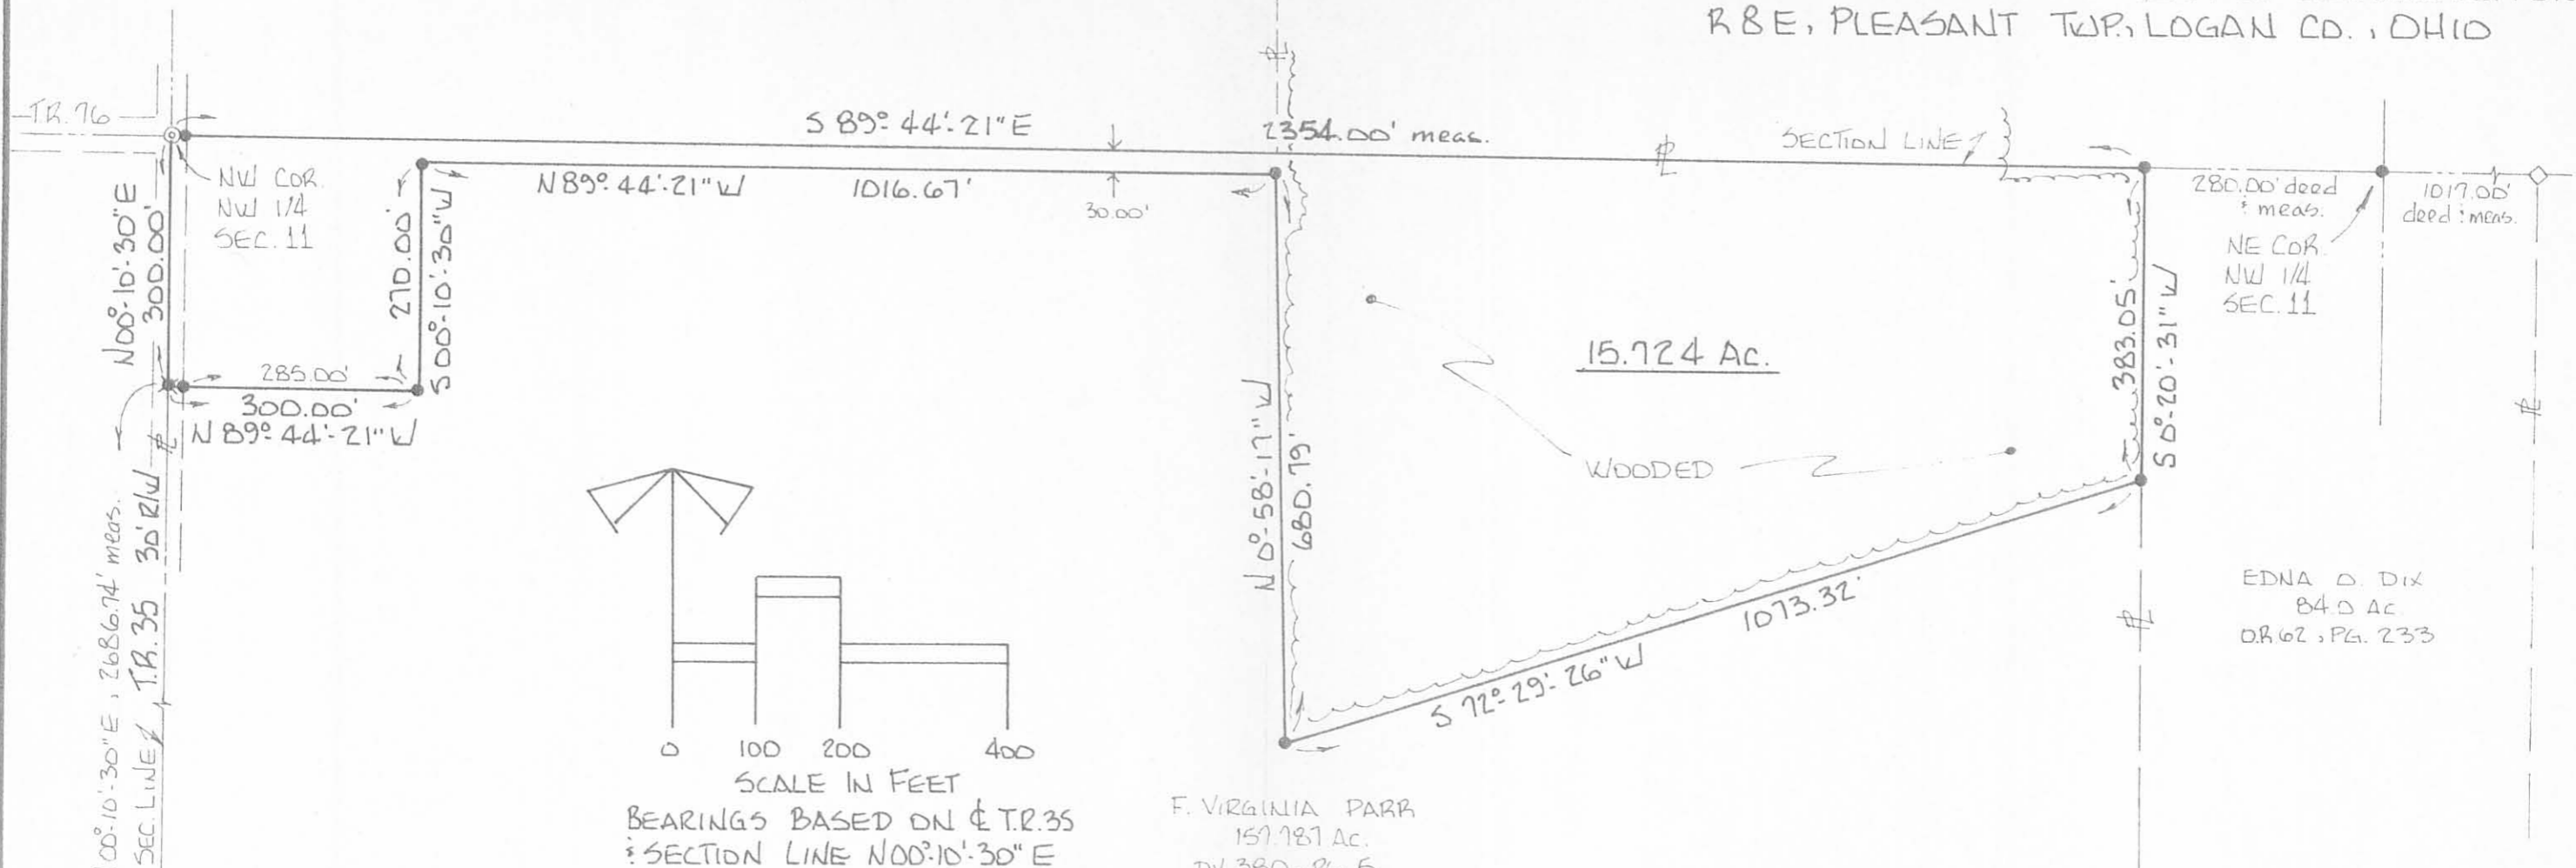 R 8 E, PLEASANT TWP., LOGAN CO., OHIO
T.R. 76
S 89°-44'-21" E
2354.00' meas.
SECTION LINE
NW COR.
NW 1/4
SEC. 11
N 89°-44'-21" W
1016.67'
30.00'
280.00' deed
& meas.
1017.00'
deed & meas.
NE COR.
NW 1/4
SEC. 11
N00°-10'-30" E
300.00'
270.00'
S 00°-10'-30" W
285.00'
300.00'
N 89°-44'-21" W
15.724 AC.
383.05'
S 0°-20'-31" W
WOODED
N 0°-58'-17" W
680.79'
1073.32'
S 72°-29'-26" W
EDNA D. DIX
84.0 AC.
O.R 62, PG. 233
00°-10'-30" E, 2686.74' meas.
SEC. LINE
T.R. 35 30' R/W
0 100 200 400
SCALE IN FEET
BEARINGS BASED ON ℄ T.R. 35
& SECTION LINE N00°-10'-30" E
F. VIRGINIA PARR
157.787 AC.